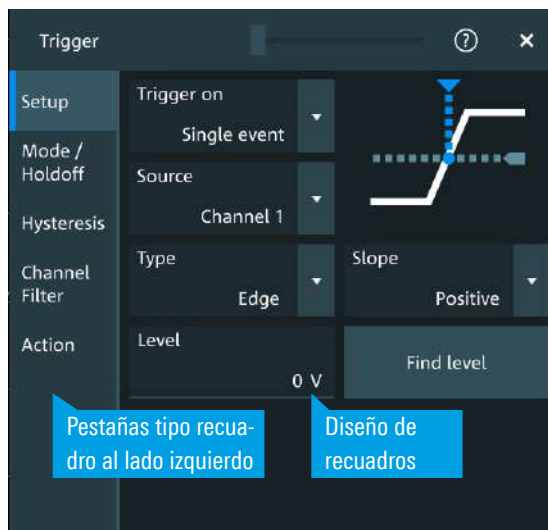 Trigger
?
×
Setup
Mode /
Holdoff
Hysteresis
Channel
Filter
Action
Trigger on
Single event
Source
Channel 1
Type
Edge
Slope
Positive
Level
0 V
Find level
Pestañas tipo recua-
dro al lado izquierdo
Diseño de
recuadros